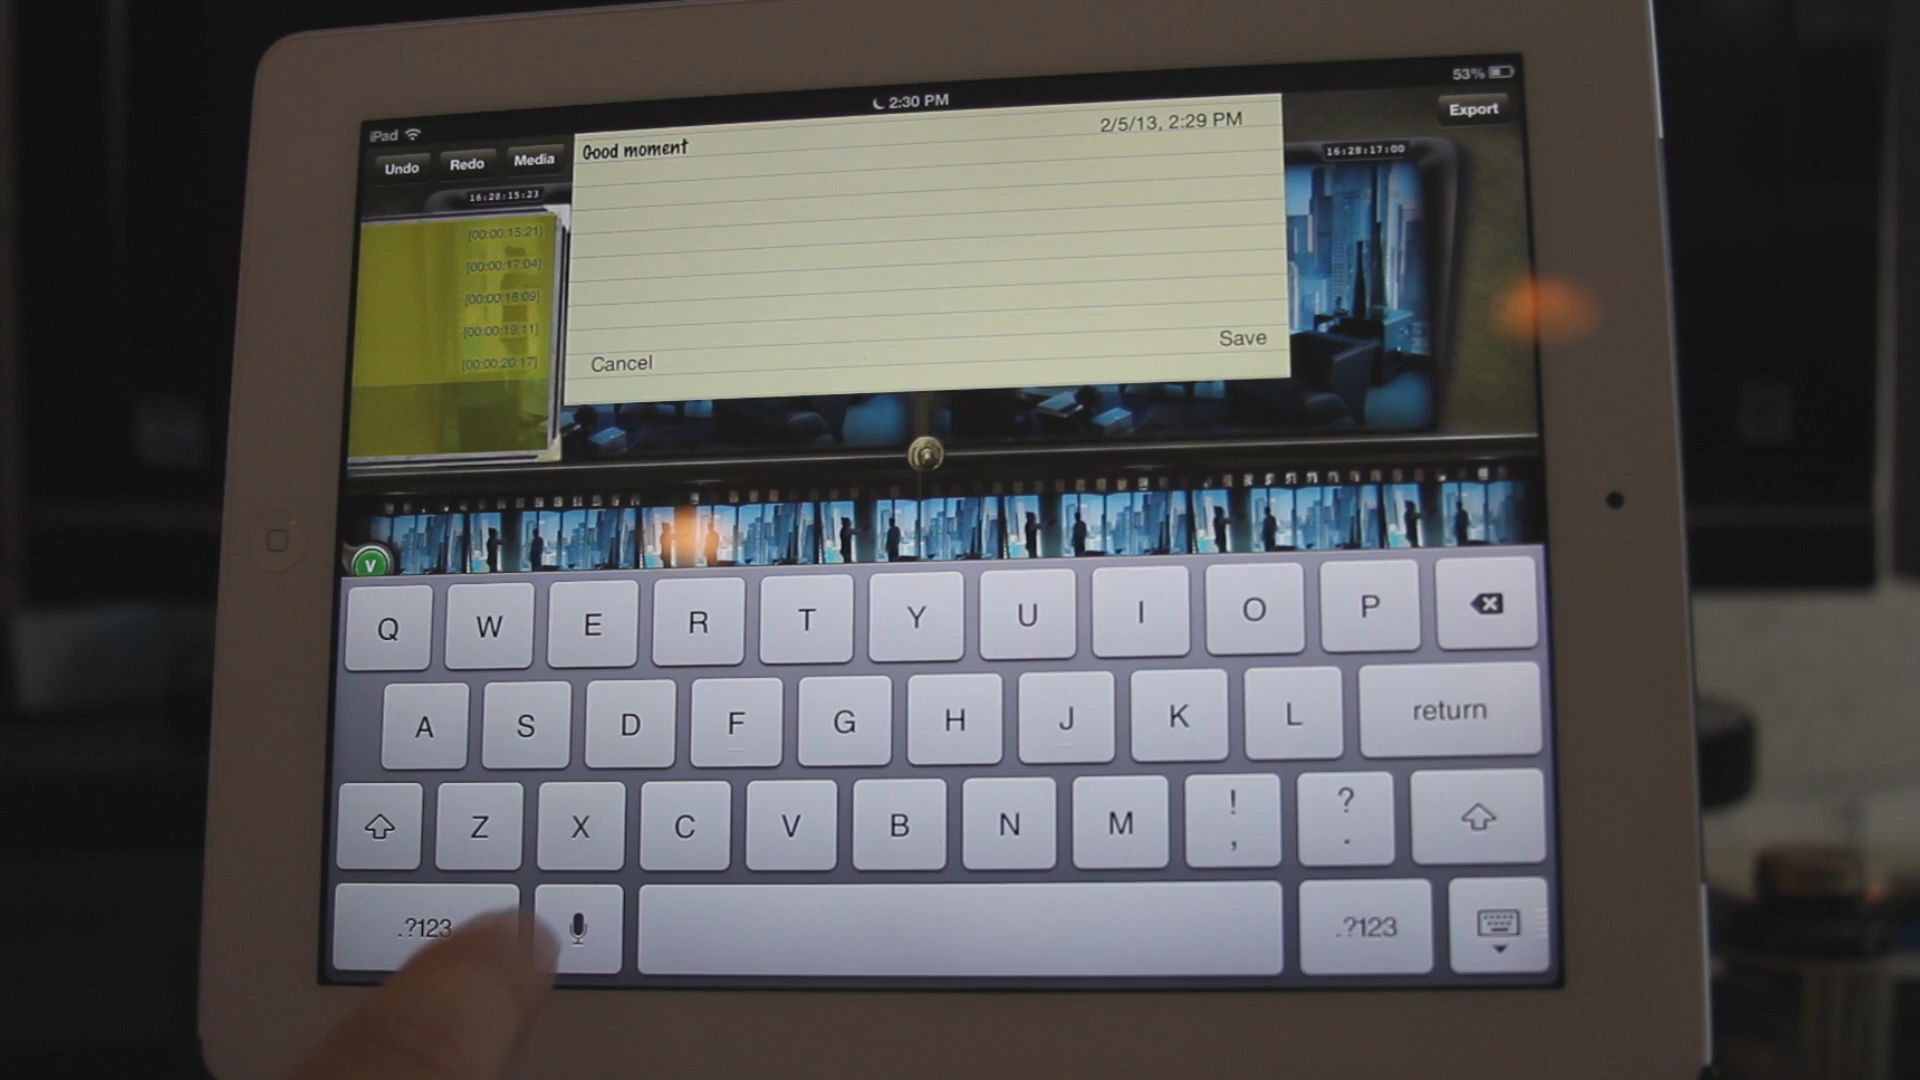 53%
2:30 PM
iPad
Export
Undo Redo Media
2/5/13, 2:29 PM
Good moment
16:28:15:23
16:28:17:00
[00:00:15:21]
[00:00:17:04]
[00:00:18:09]
[00:00:19:11]
[00:00:20:17]
Cancel
Save
V
Q W E R T Y U I O P
A S D F G H J K L return
Z X C V B N M ! , ? .
.?123 .?123